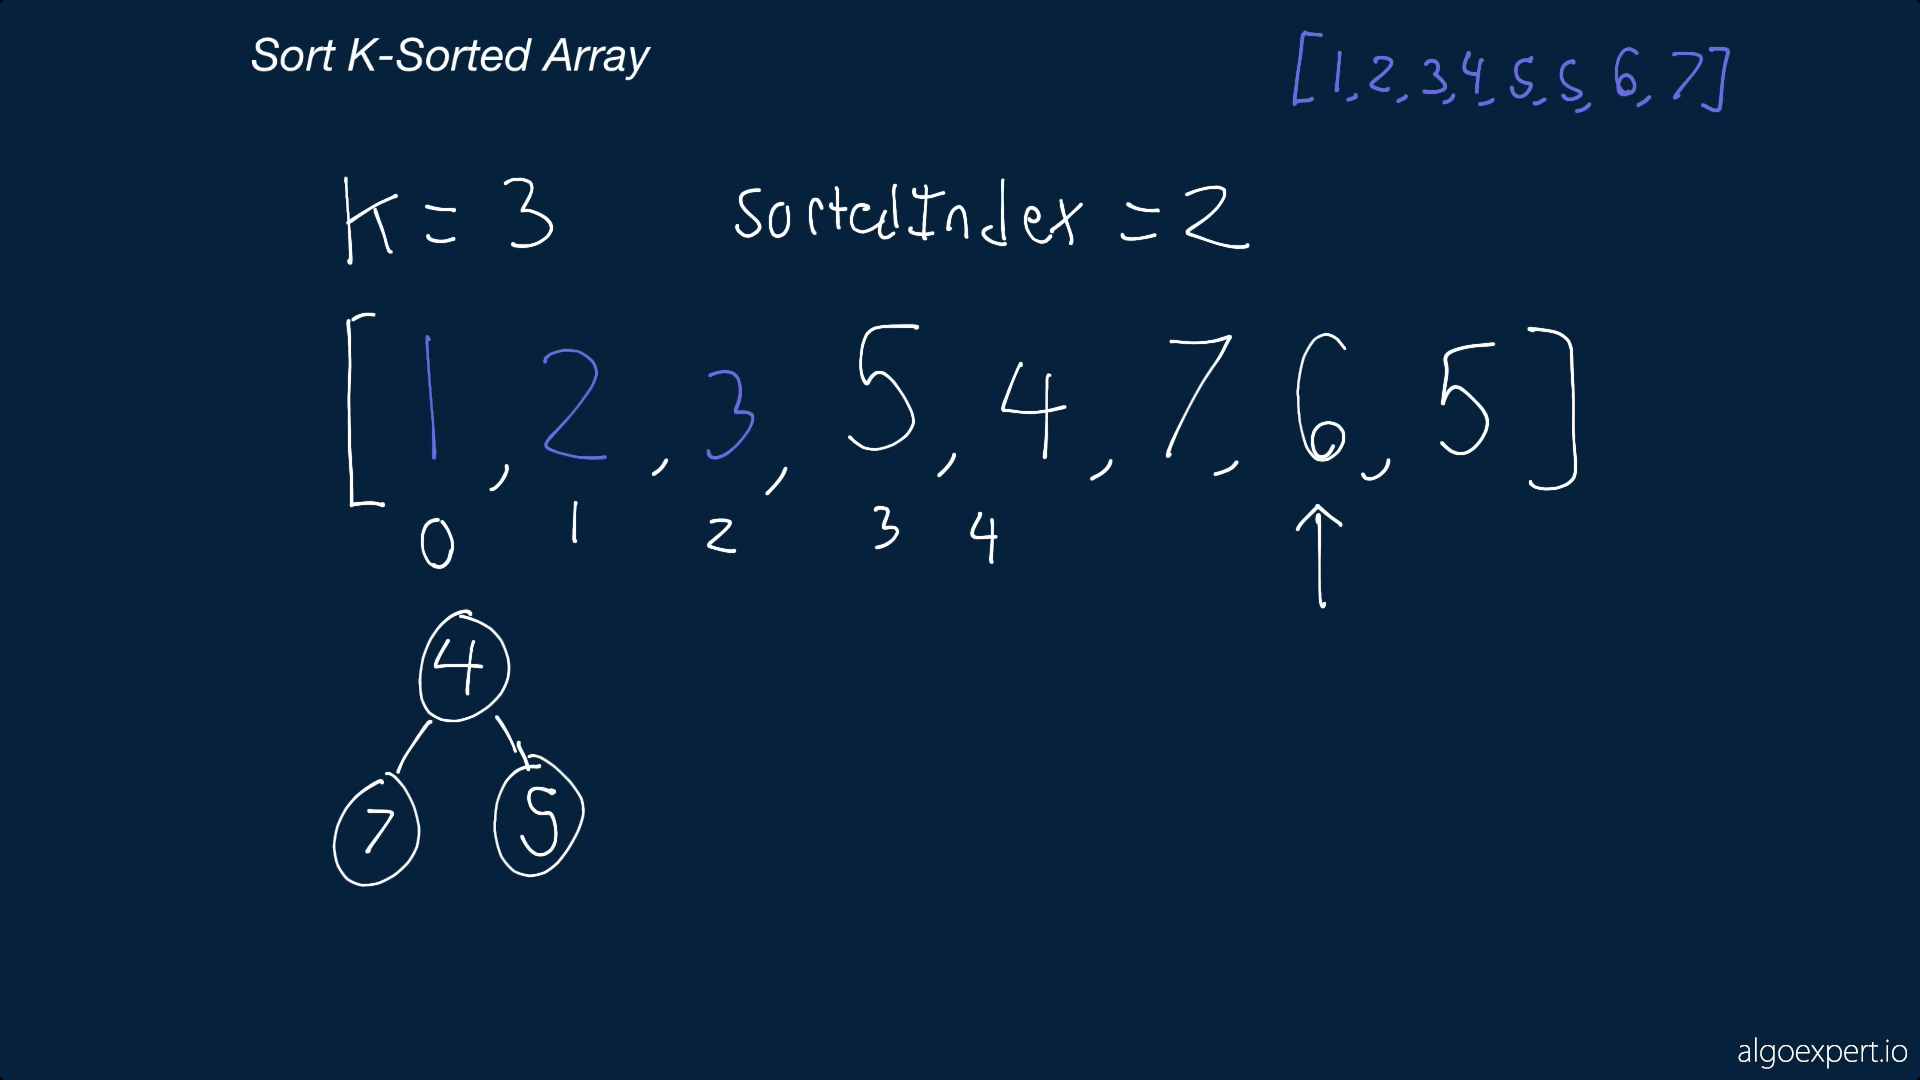 Sort K-Sorted Array
[1, 2, 3, 4, 5, 5, 6, 7]
K = 3 sortedIndex = 2
[1, 2, 3, 5, 4, 7, 6, 5]
0 1 2 3 4
4
7 5
algoexpert.io